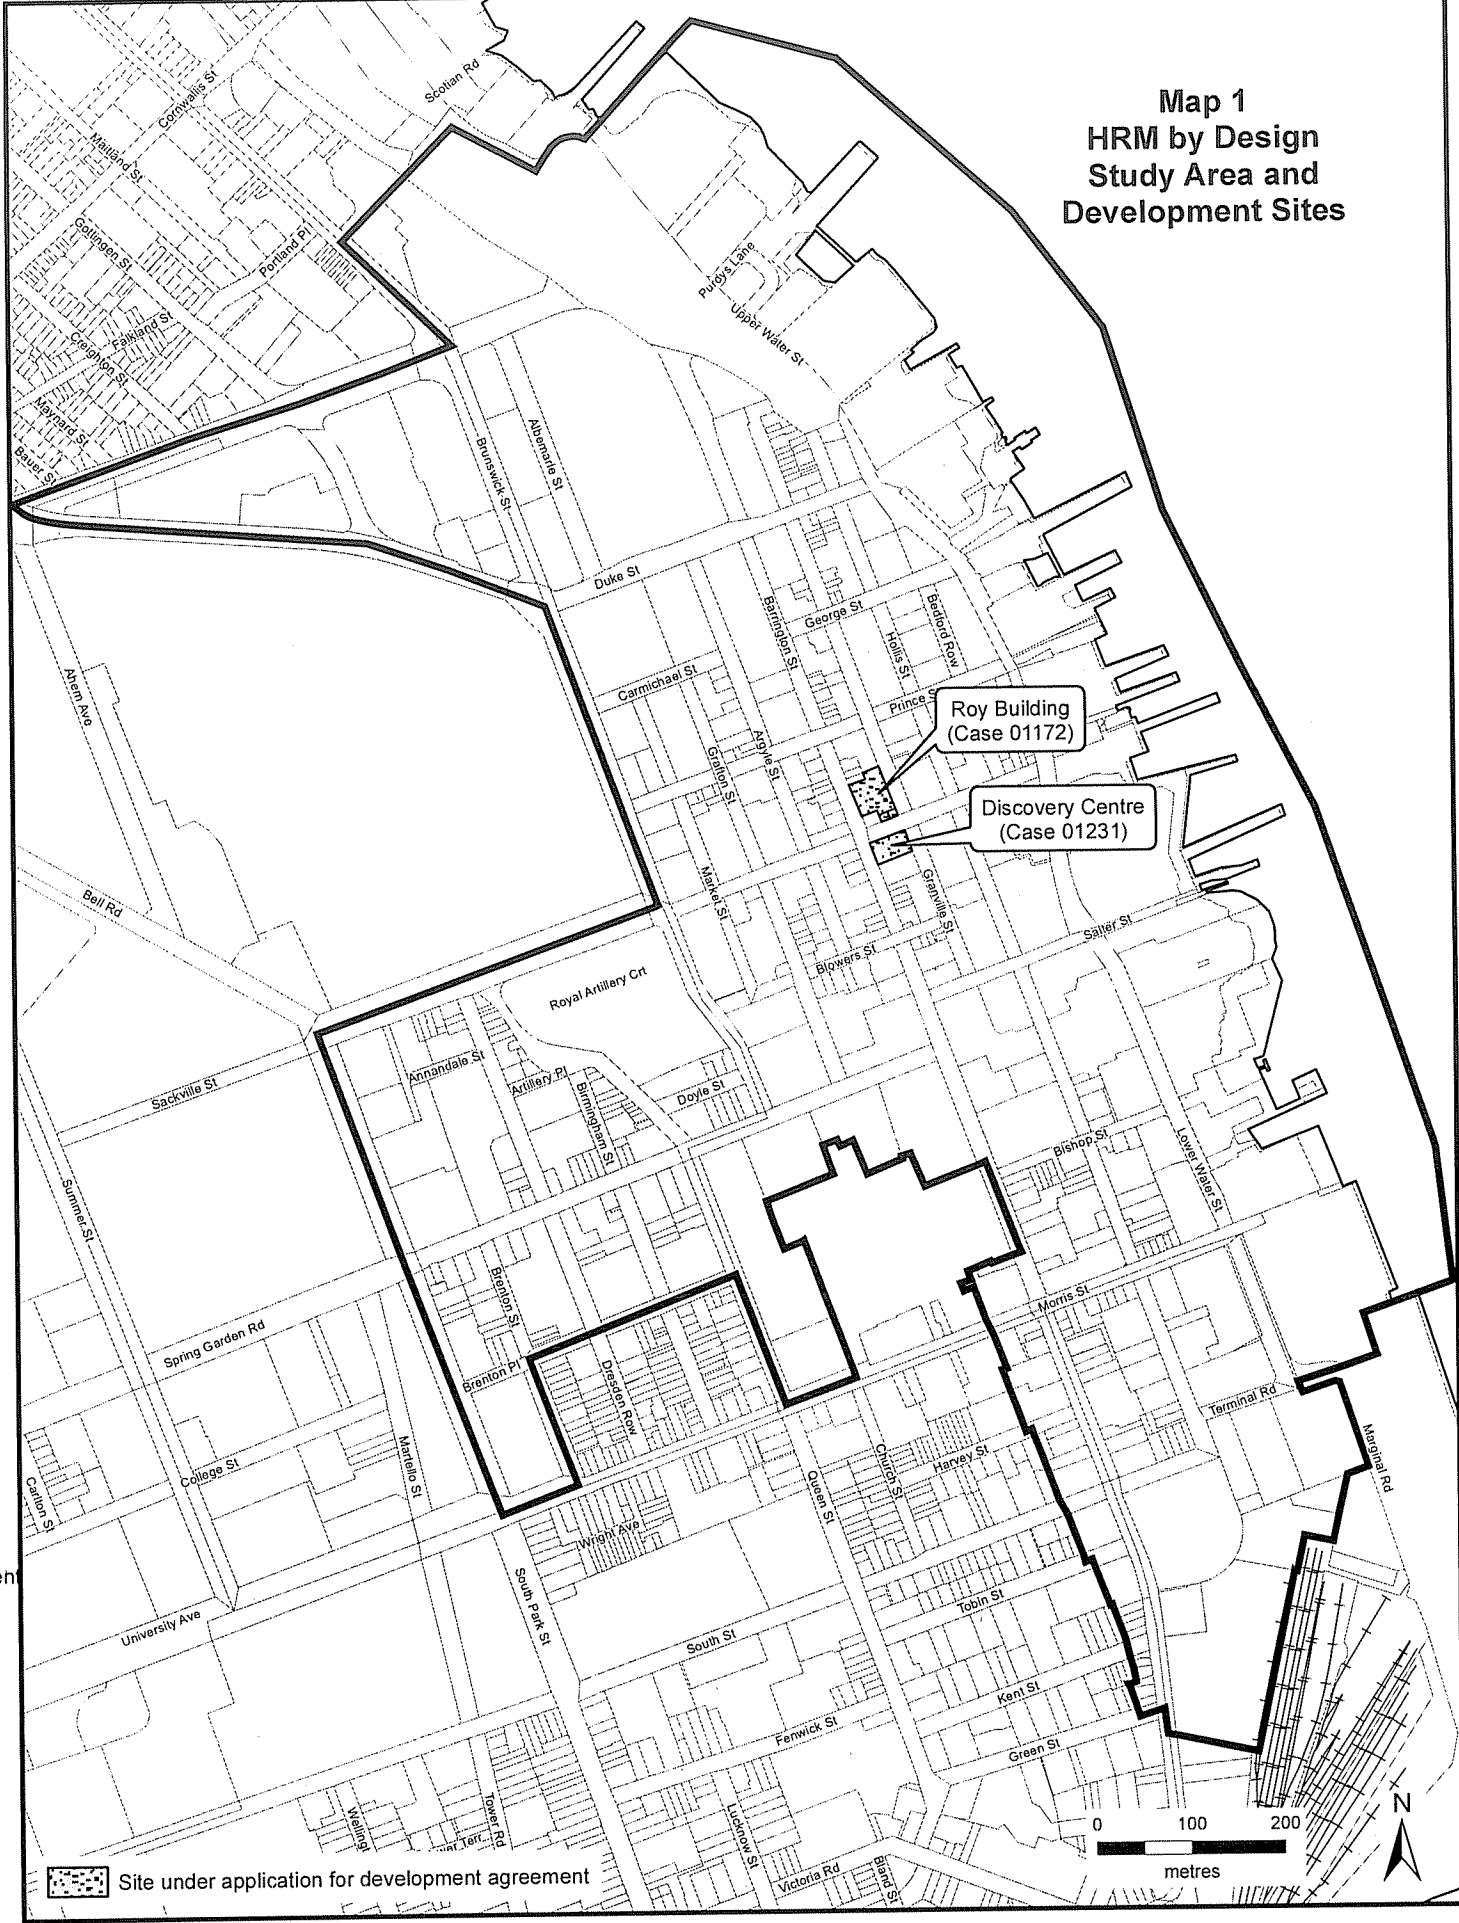 Map 1
HRM by Design
Study Area and
Development Sites
Scotian Rd
Cornwallis St
Maitland St
Gottingen St
Portland Pl
Falkland St
Creighton St
Maynard St
Bauer St
Purdys Lane
Upper Water St
Brunswick St
Albemarle St
Duke St
George St
Barrington St
Hollis St
Bedford Row
Carmichael St
Prince S
Ahern Ave
Argyle St
Grafton St
Roy Building
(Case 01172)
Discovery Centre
(Case 01231)
Market St
Granville St
Bell Rd
Salter St
Blowers St
Royal Artillery Crt
Annandale St
Artillery Pl
Birmingham St
Doyle St
Sackville St
Bishop St
Lower Water St
Summer St
Brenton St
Morris St
Spring Garden Rd
Brenton Pl
Dresden Row
Terminal Rd
Marginal Rd
Martello St
College St
Carlton St
Queen St
Church St
Harvey St
Wright Ave
ent
South Park St
Tobin St
University Ave
South St
Kent St
Fenwick St
Green St
Wellingt
Tower Rd
Terr
Lucknow St
Victoria Rd
Bland St
N
0 100 200
metres
Site under application for development agreement